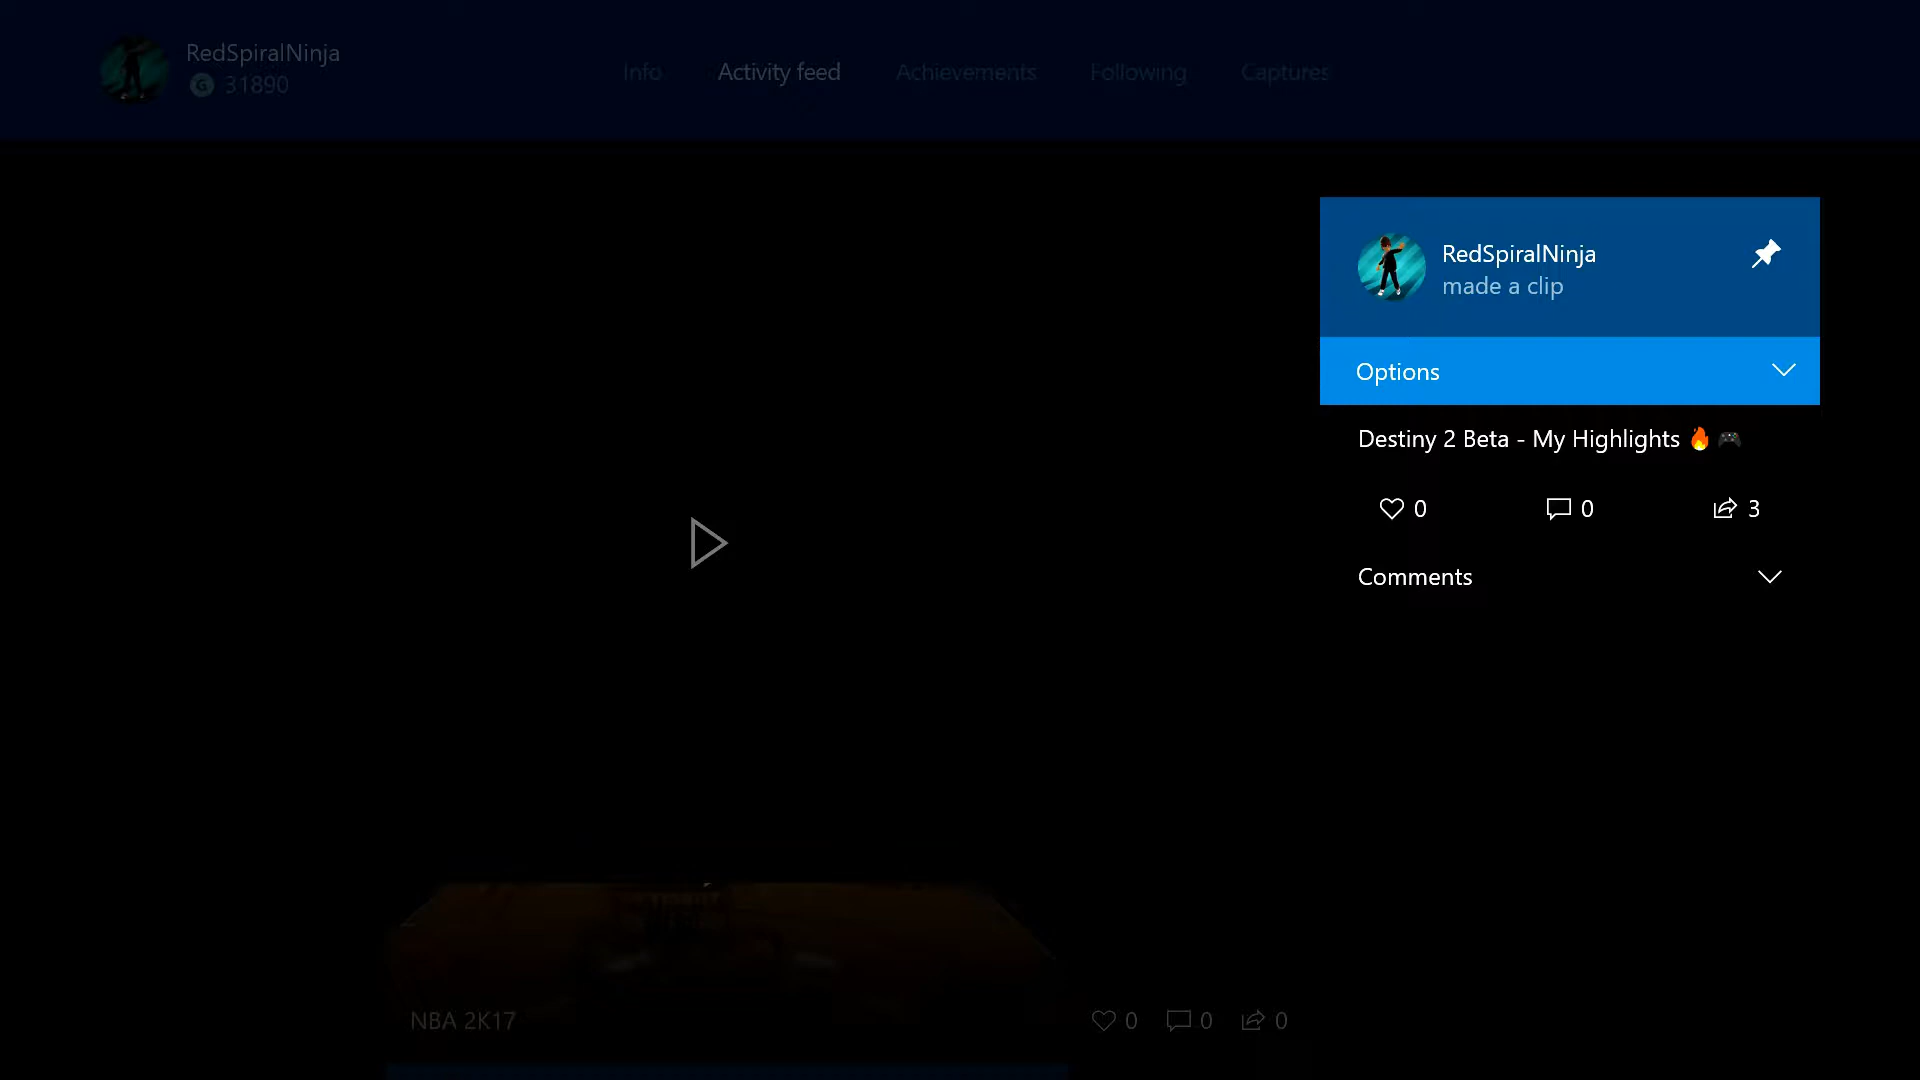 RedSpiralNinja
G 31890
Info
Activity feed
Achievements
Following
Captures
RedSpiralNinja
made a clip
Options
Destiny 2 Beta - My Highlights 🔥🎮
0
0
3
Comments
NBA 2K17
0
0
0